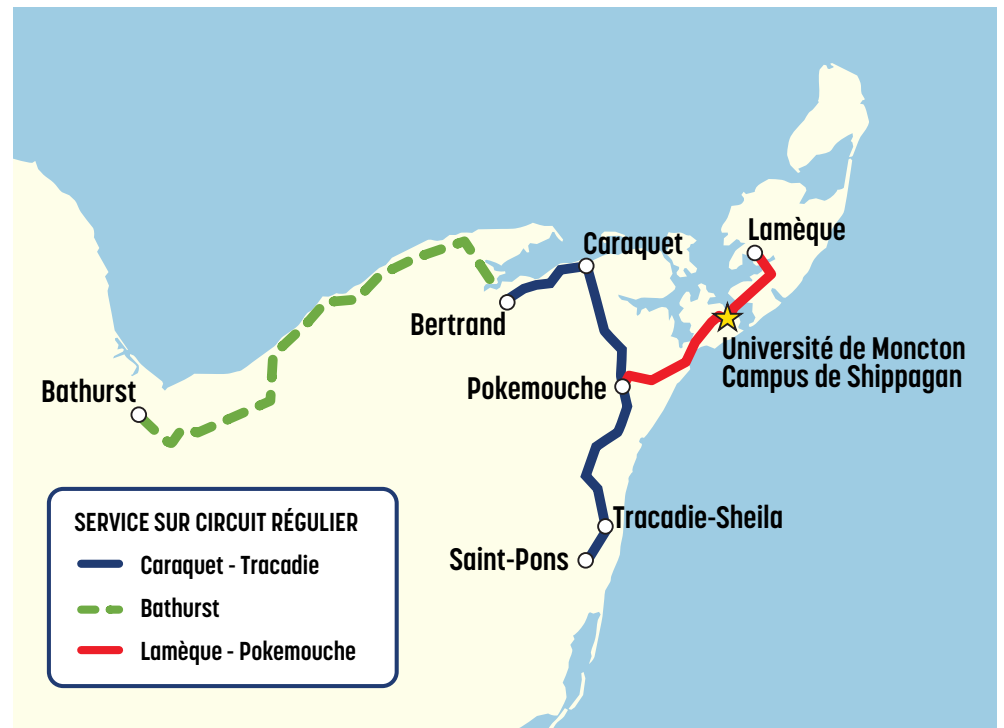 Lamèque
Caraquet
Bertrand
Université de Moncton
Campus de Shippagan
Pokemouche
Bathurst
Tracadie-Sheila
Saint-Pons
SERVICE SUR CIRCUIT RÉGULIER
Caraquet - Tracadie
Bathurst
Lamèque - Pokemouche